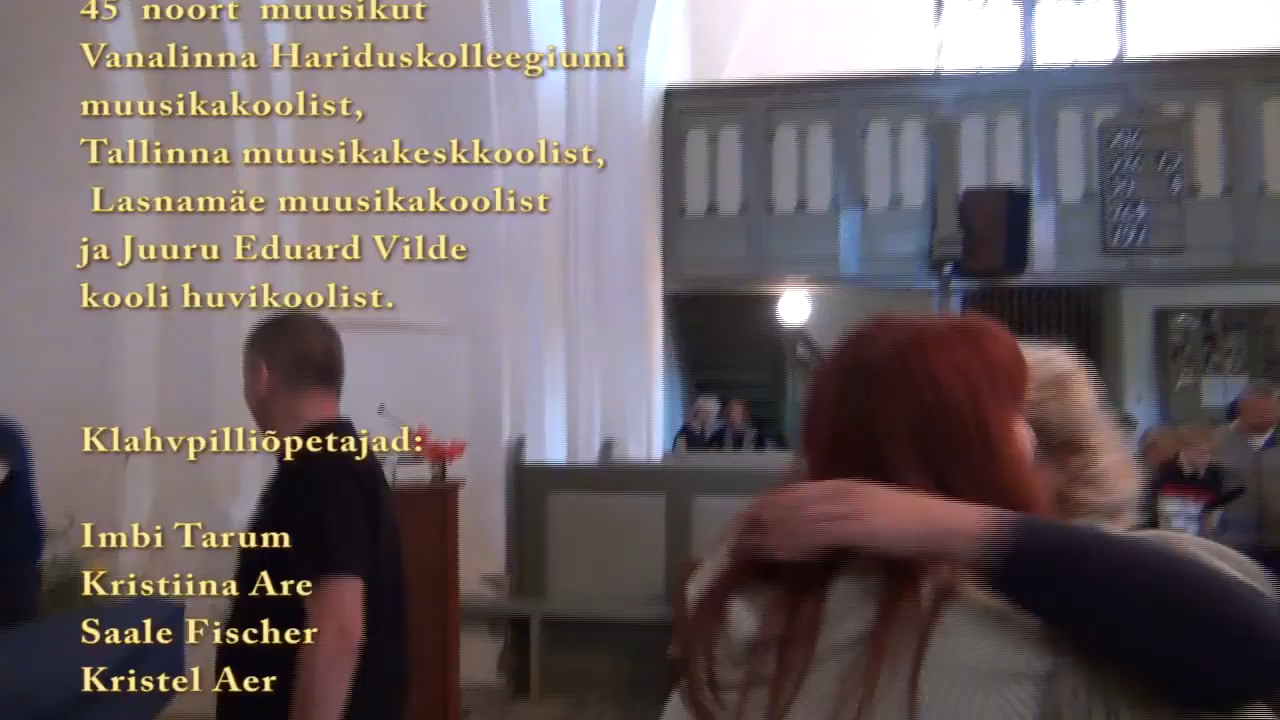 45 noort muusikut
Vanalinna Hariduskolleegiumi
muusikakoolist,
Tallinna muusikakeskkoolist,
Lasnamäe muusikakoolist
ja Juuru Eduard Vilde
kooli huvikoolist.
Klahvpilliõpetajad:
Imbi Tarum
Kristiina Are
Saale Fischer
Kristel Aer